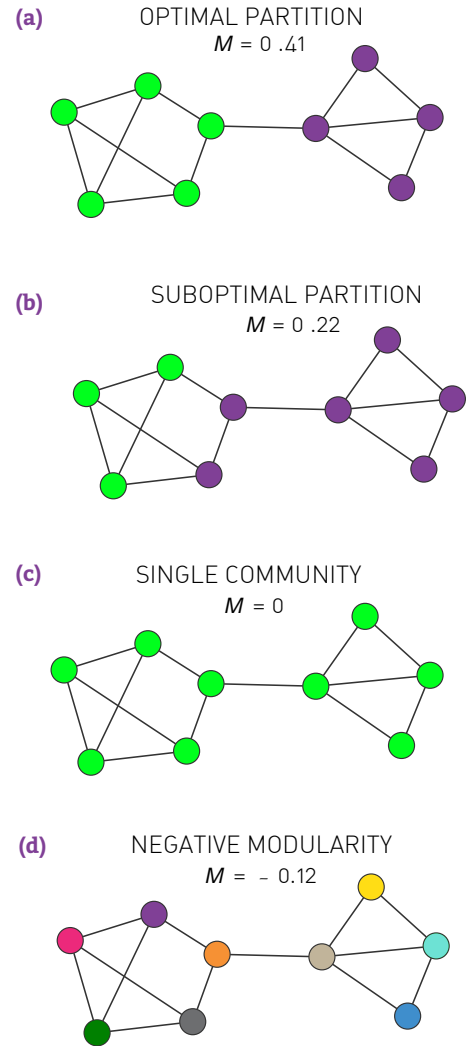 (a) OPTIMAL PARTITION
M = 0 .41
(b) SUBOPTIMAL PARTITION
M = 0 .22
(c) SINGLE COMMUNITY
M = 0
(d) NEGATIVE MODULARITY
M = – 0.12